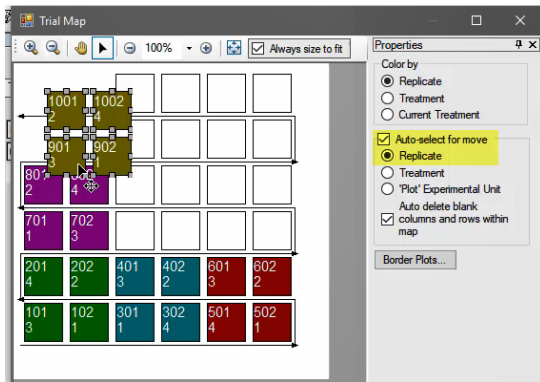 Trial Map
100%
Always size to fit
Properties
Color by
Replicate
Treatment
Current Treatment
Auto-select for move
Replicate
Treatment
'Plot' Experimental Unit
Auto delete blank
columns and rows within
map
Border Plots...
1001 1002
2 4
901 902
3 1
2 4
701 702
1 3
201 202 401 402 601 602
4 2 3 2 3 2
101 102 301 302 501 502
3 1 1 4 4 1